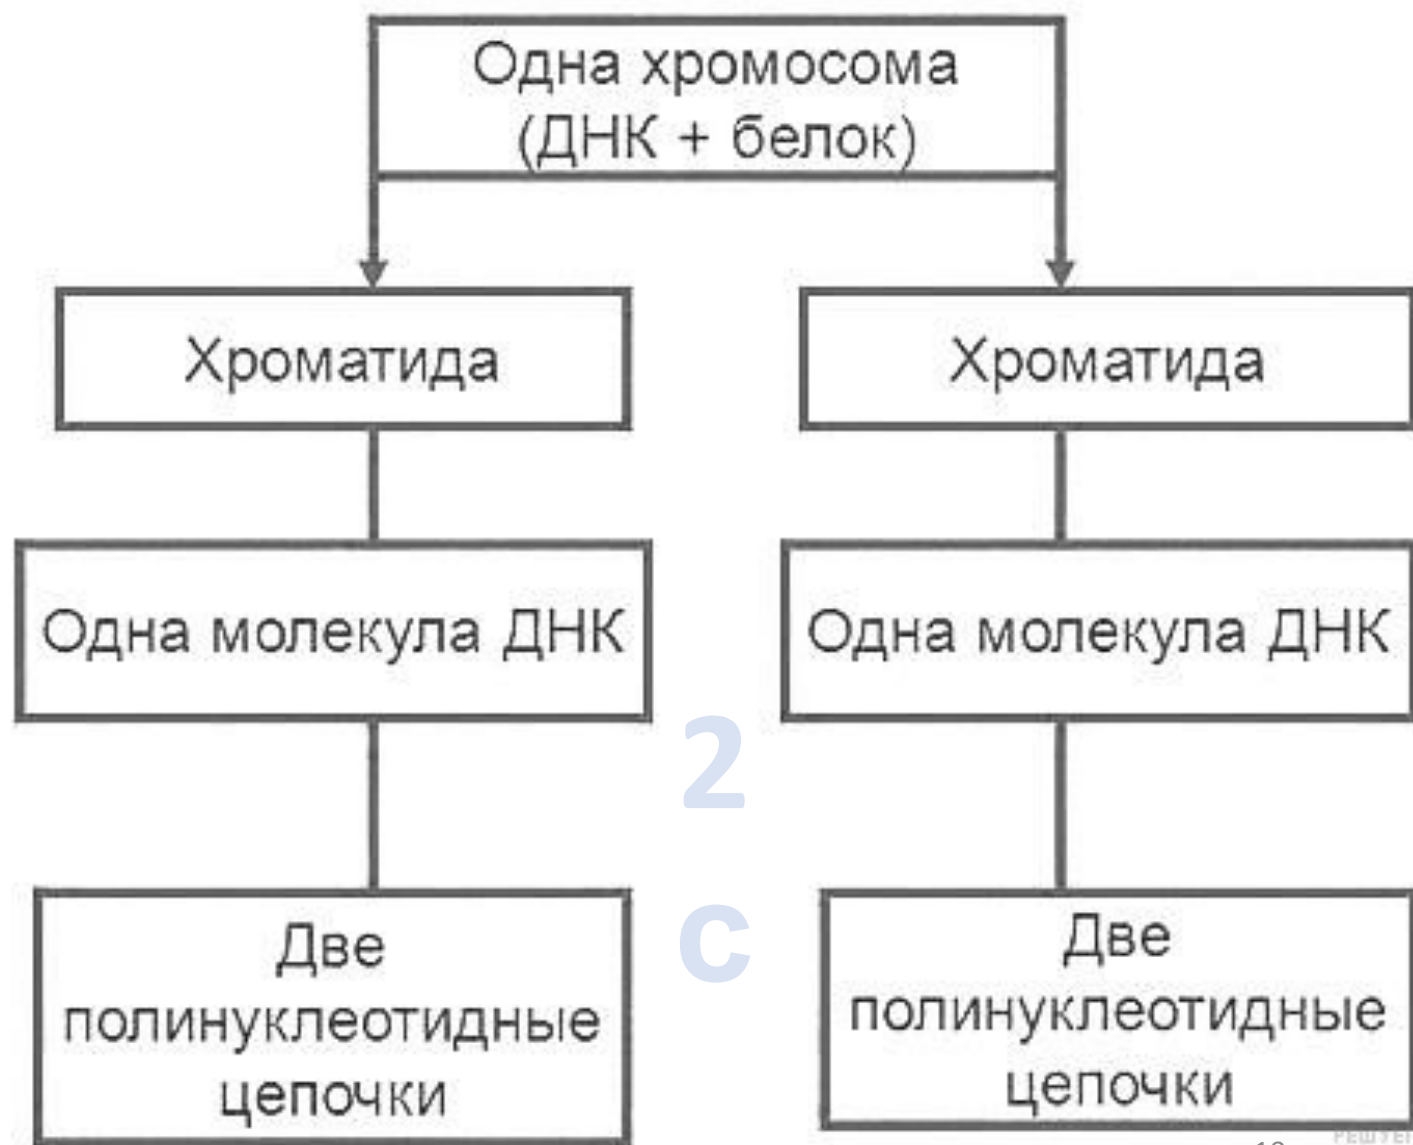 Одна хромосома
(ДНК + белок)
Хроматида
Хроматида
Одна молекула ДНК
Одна молекула ДНК
2
с
Две
полинуклеотидные
цепочки
Две
полинуклеотидные
цепочки